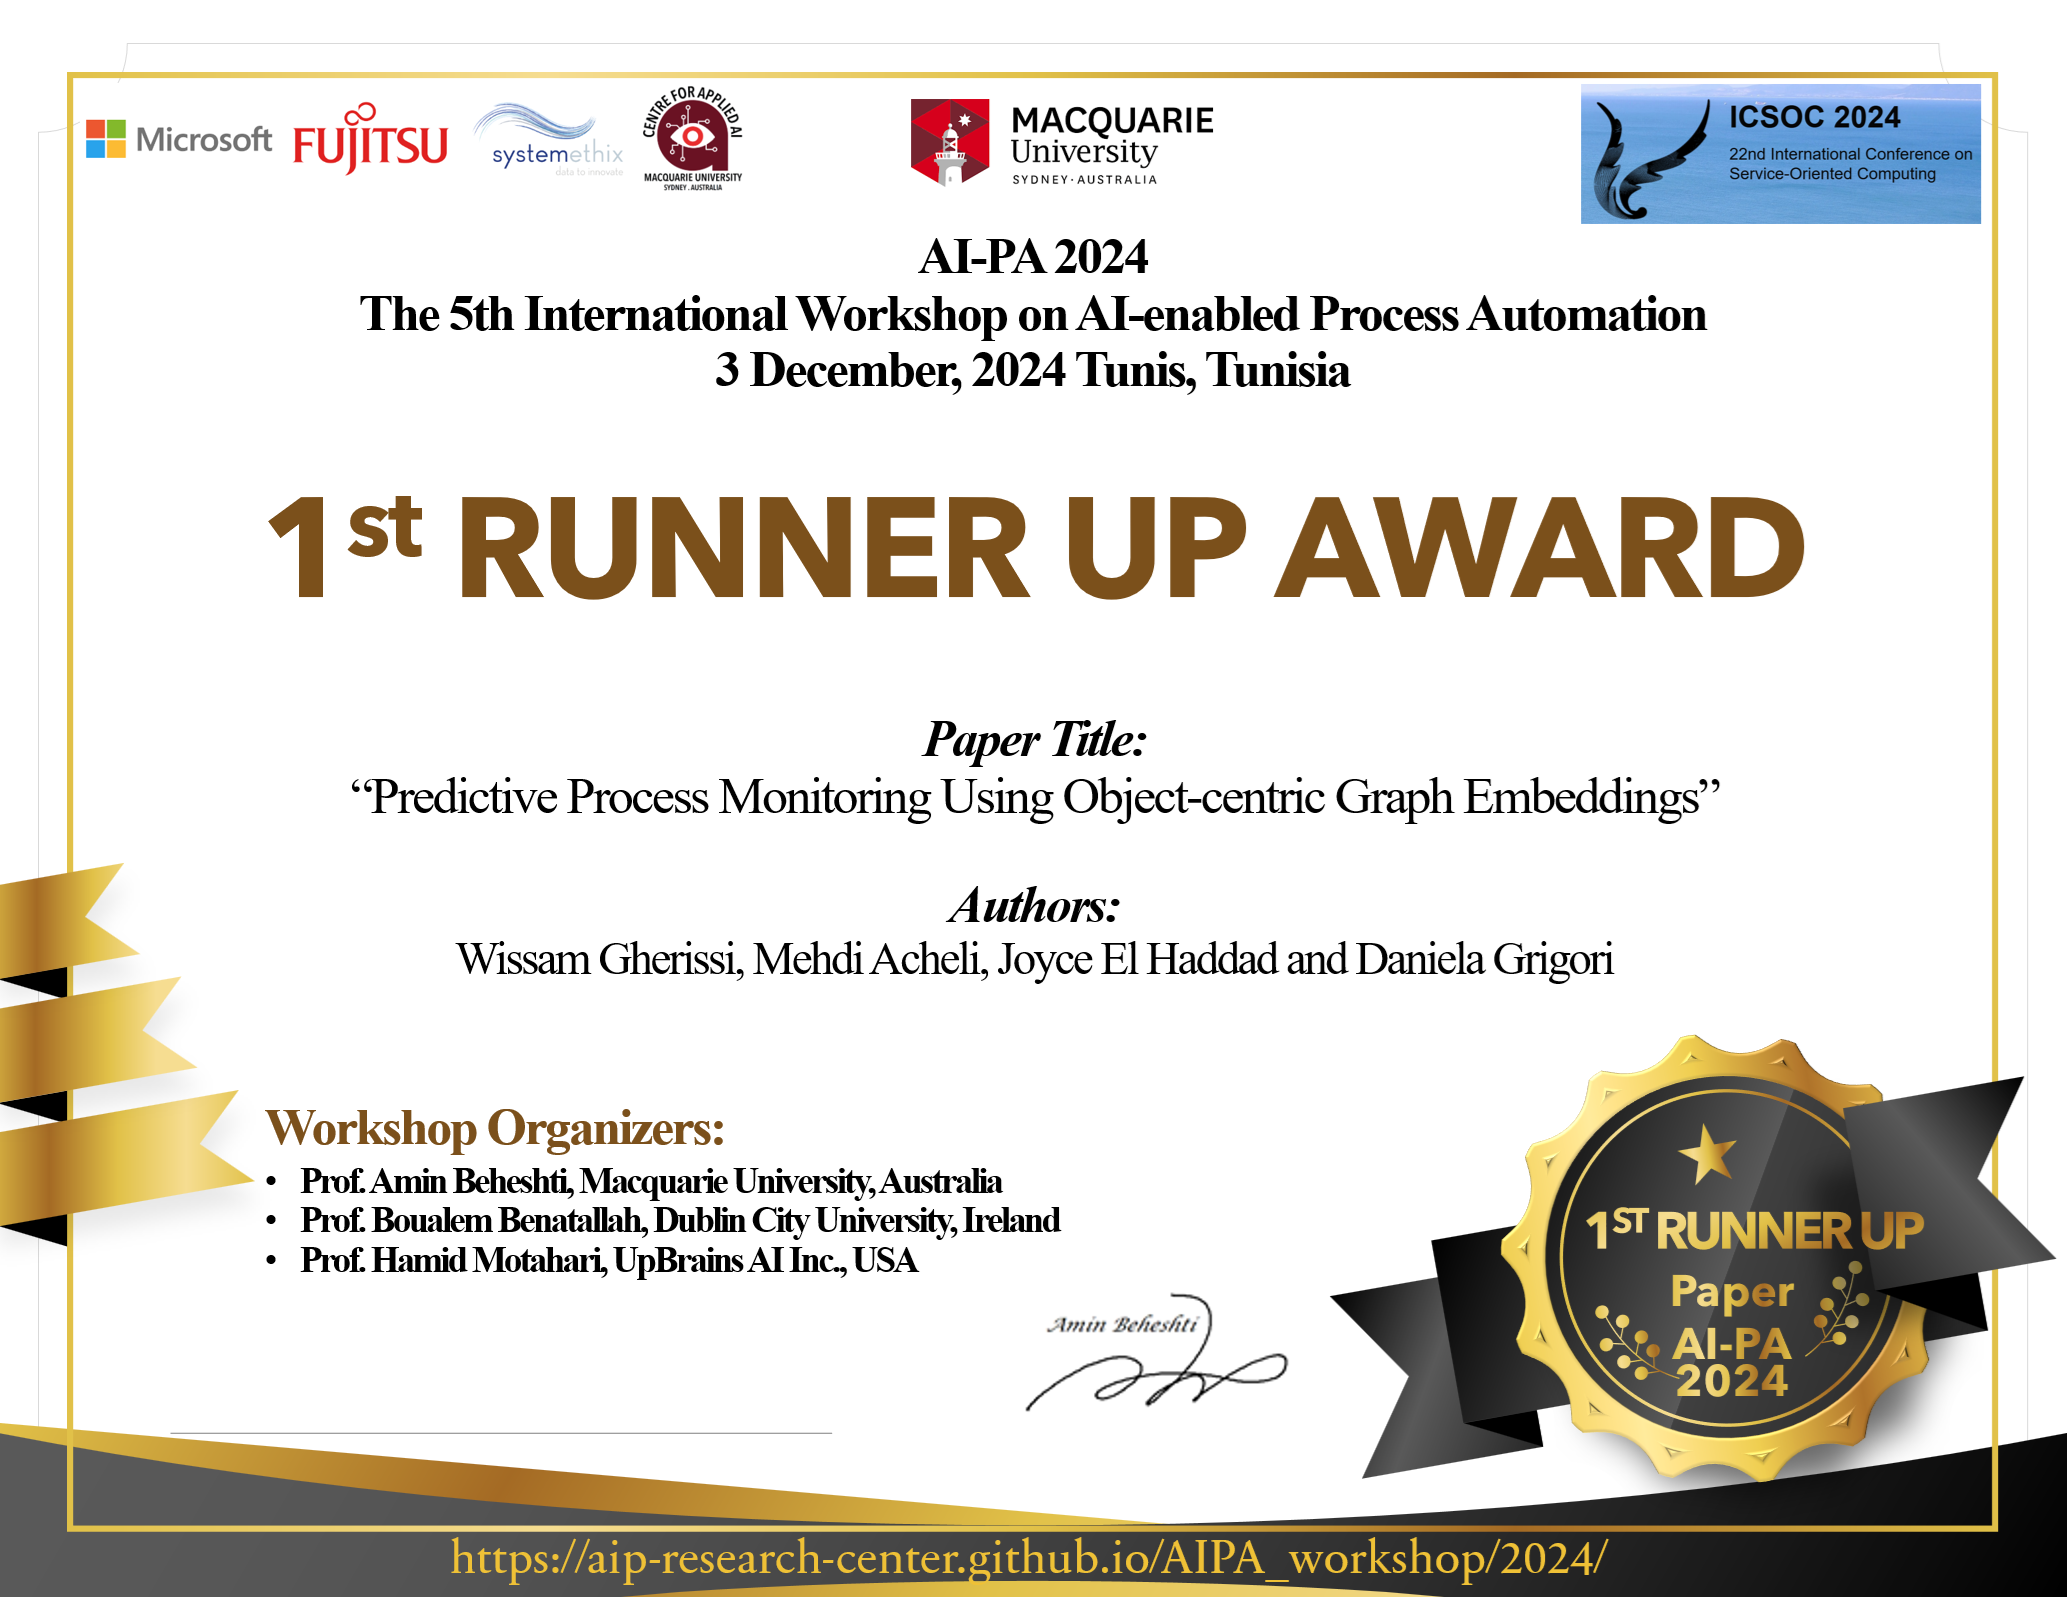 Microsoft
FUJITSU
systemethix
data to innovate
CENTRE FOR APPLIED AI
MACQUARIE UNIVERSITY
SYDNEY . AUSTRALIA
MACQUARIE
University
SYDNEY · AUSTRALIA
ICSOC 2024
22nd International Conference on
Service-Oriented Computing
AI-PA 2024
The 5th International Workshop on AI-enabled Process Automation
3 December, 2024 Tunis, Tunisia
1st RUNNER UP AWARD
Paper Title:
“Predictive Process Monitoring Using Object-centric Graph Embeddings”
Authors:
Wissam Gherissi, Mehdi Acheli, Joyce El Haddad and Daniela Grigori
Workshop Organizers:
• Prof. Amin Beheshti, Macquarie University, Australia
• Prof. Boualem Benatallah, Dublin City University, Ireland
• Prof. Hamid Motahari, UpBrains AI Inc., USA
Amin Beheshti
1ST RUNNER UP
Paper
AI-PA
2024
https://aip-research-center.github.io/AIPA_workshop/2024/